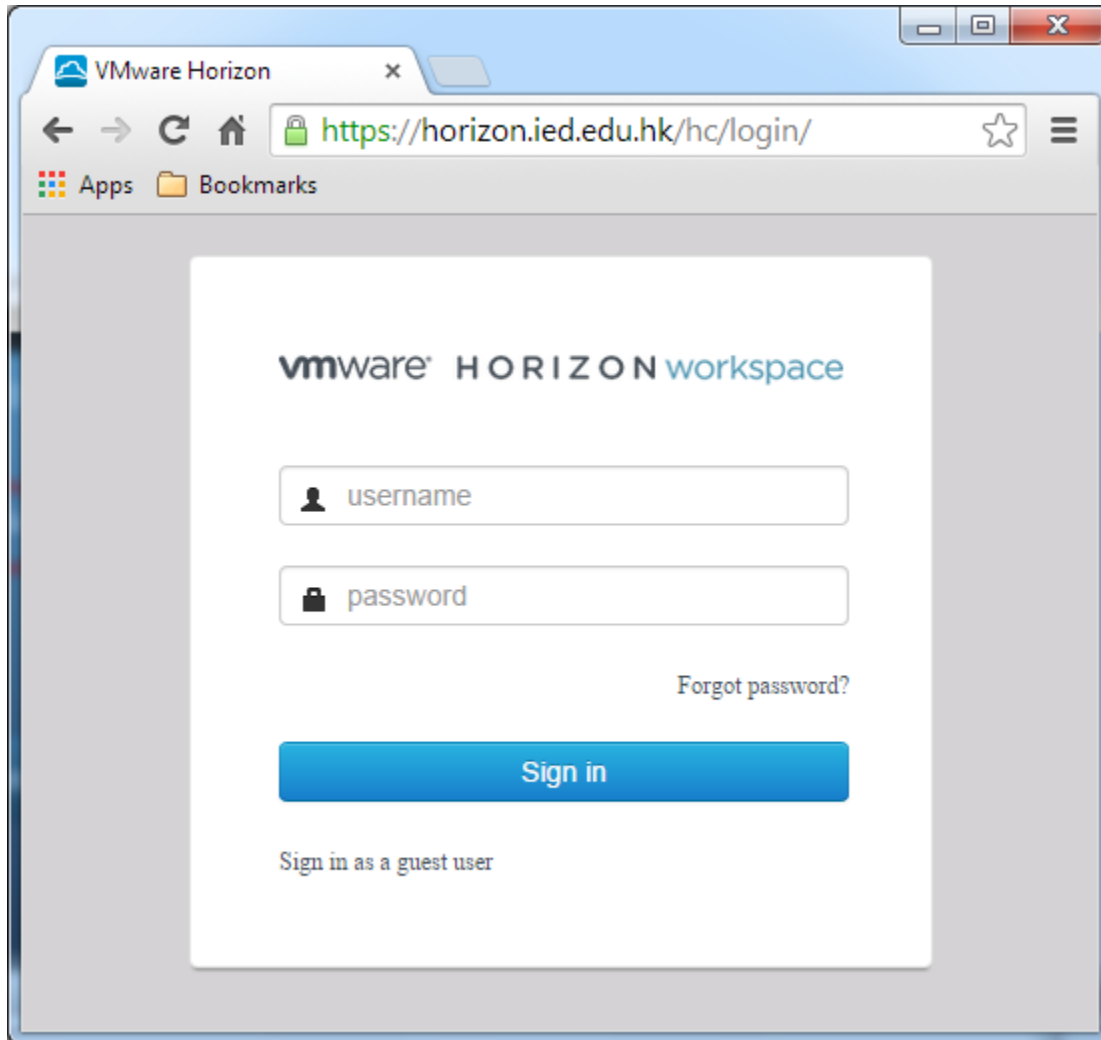 VMware Horizon
https://horizon.ied.edu.hk/hc/login/
Apps Bookmarks
vmware® HORIZON workspace
username
password
Forgot password?
Sign in
Sign in as a guest user